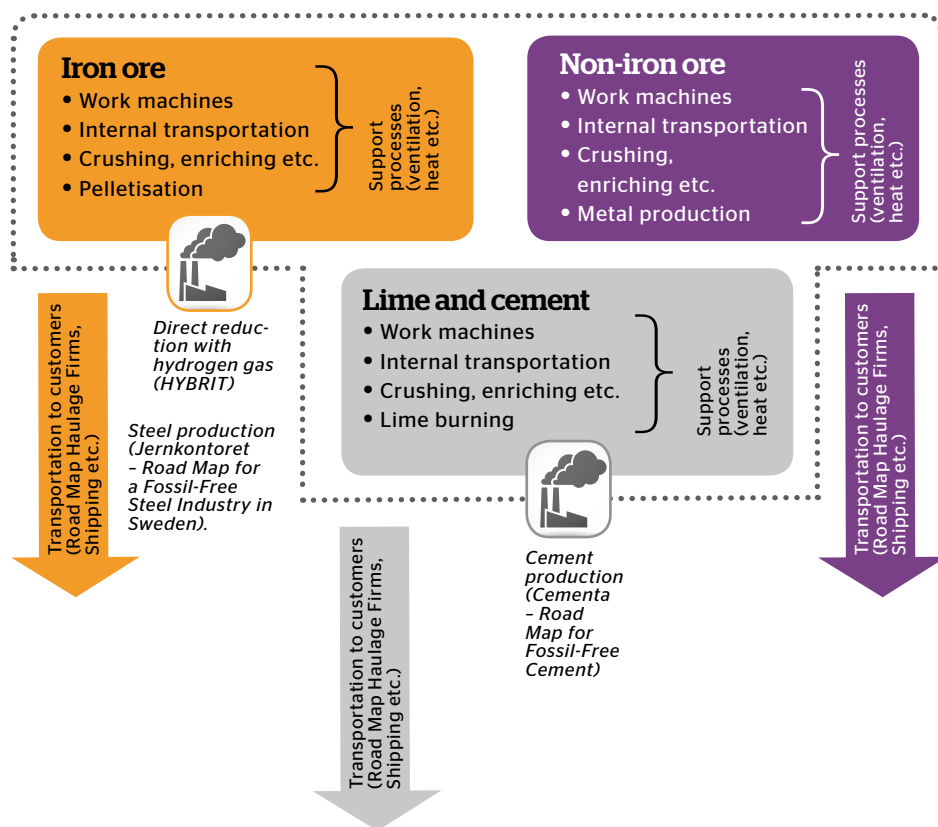 Iron ore
• Work machines
• Internal transportation
• Crushing, enriching etc.
• Pelletisation
Support
processes
(ventilation,
heat etc.)
Non-iron ore
• Work machines
• Internal transportation
• Crushing,
enriching etc.
• Metal production
Support processes
(ventilation,
heat etc.)
Lime and cement
• Work machines
• Internal transportation
• Crushing, enriching etc.
• Lime burning
Support
processes
(ventilation,
heat etc.)
Transportation to customers
(Road Map Haulage Firms,
Shipping etc.)
Direct reduc-
tion with
hydrogen gas
(HYBRIT)
Steel production
(Jernkontoret
– Road Map for
a Fossil-Free
Steel Industry in
Sweden).
Transportation to customers
(Road Map Haulage Firms,
Shipping etc.)
Cement
production
(Cementa
– Road
Map for
Fossil-Free
Cement)
Transportation to customers
(Road Map Haulage Firms,
Shipping etc.)